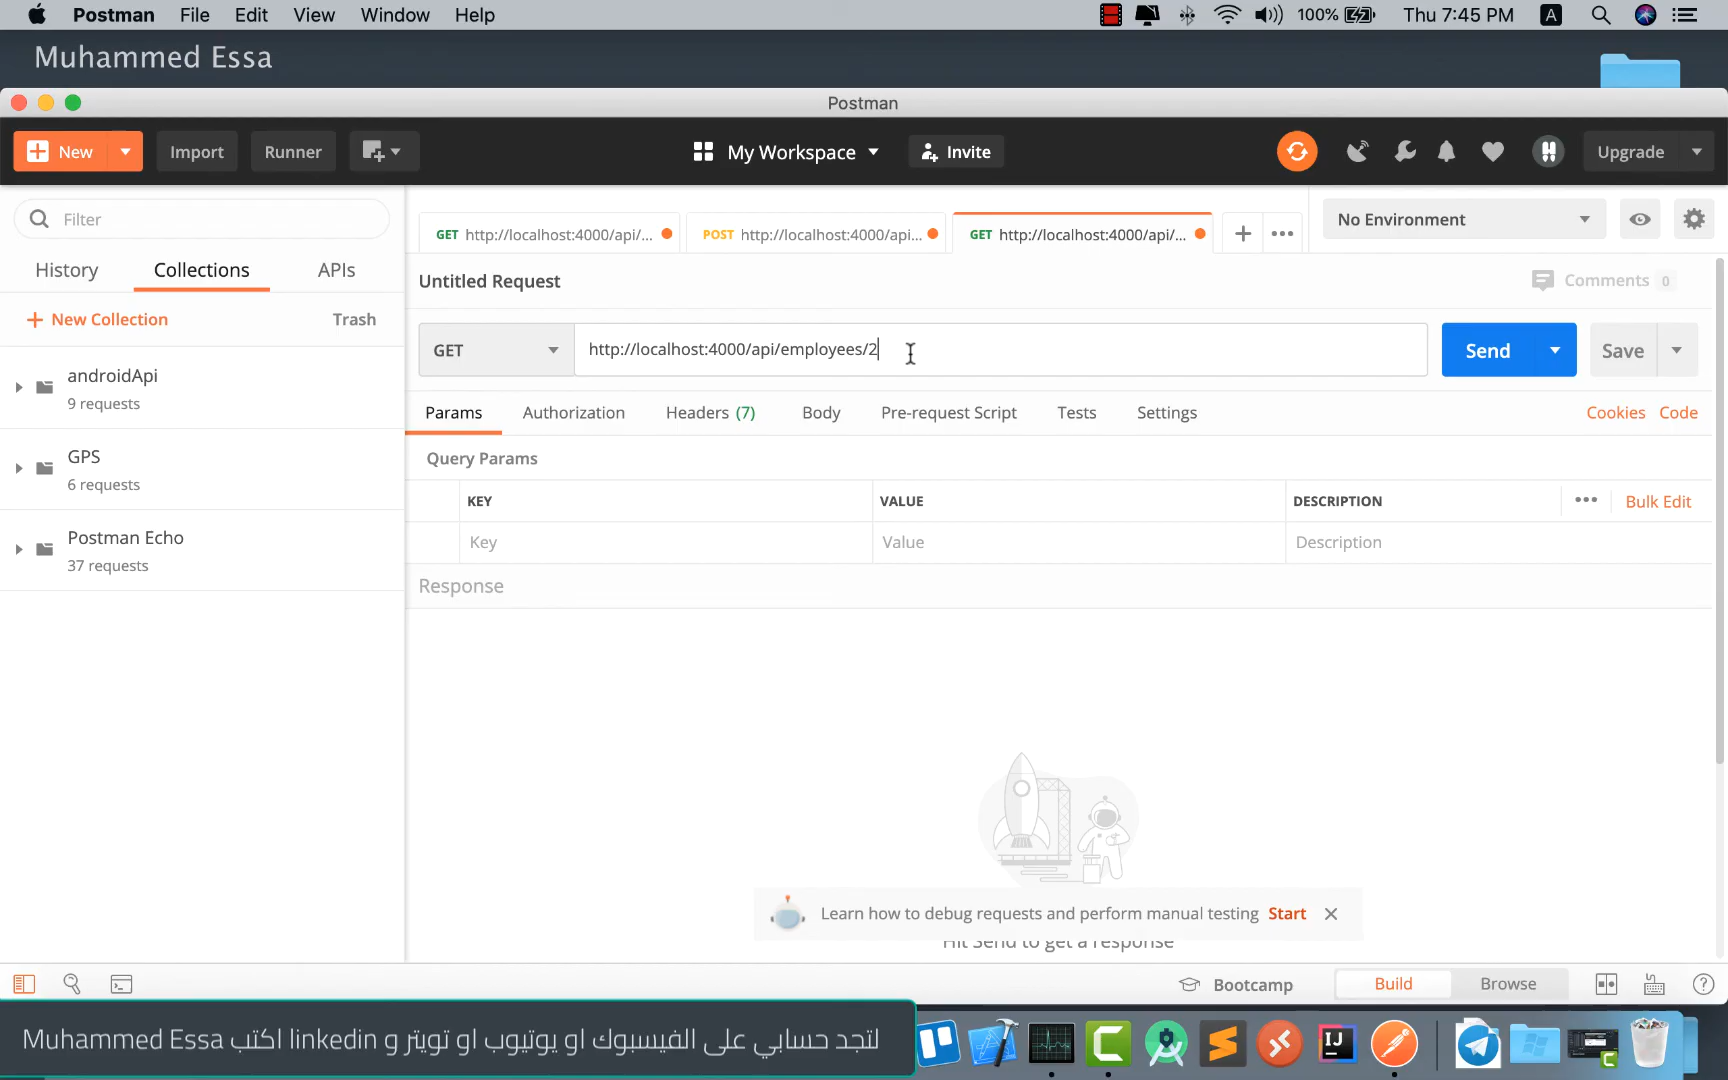 Postman File Edit View Window Help 100% Thu 7:45 PM A
Muhammed Essa
Postman
New Import Runner My Workspace Invite Upgrade
Filter
GET http://localhost:4000/api/... POST http://localhost:4000/api... GET http://localhost:4000/api/... No Environment
History Collections APIs
Untitled Request Comments 0
New Collection Trash
GET http://localhost:4000/api/employees/2 Send Save
androidApi
9 requests
Params Authorization Headers (7) Body Pre-request Script Tests Settings Cookies Code
GPS
6 requests
Query Params
KEY VALUE DESCRIPTION Bulk Edit
Key Value Description
Postman Echo
37 requests
Response
Learn how to debug requests and perform manual testing Start
Hit Send to get a response
Bootcamp Build Browse
لتجد حسابي على الفيسبوك او يوتيوب او تويتر و linkedin اكتب Muhammed Essa
IJ